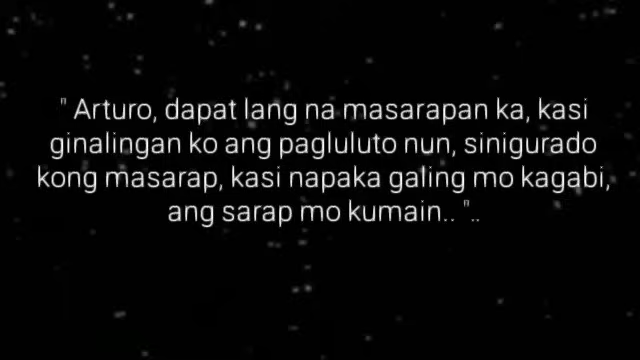 " Arturo, dapat lang na masarapan ka, kasi
ginalingan ko ang pagluluto nun, sinigurado
kong masarap, kasi napaka galing mo kagabi,
ang sarap mo kumain.. "..